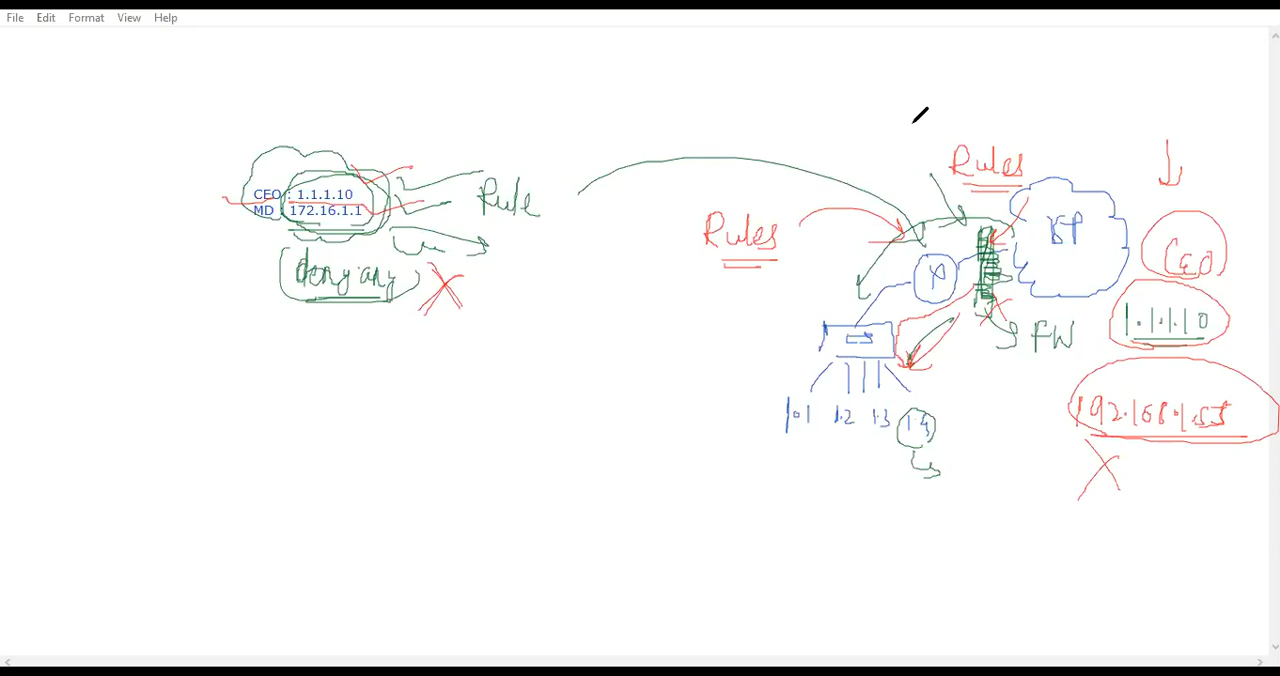 File Edit Format View Help
CEO : 1.1.1.10
MD : 172.16.1.1
Rule
deny any
Rules
Rules
ISP
FW
CEO
1.1.1.10
192.168.1.55
1.1 1.2 1.3 1.4